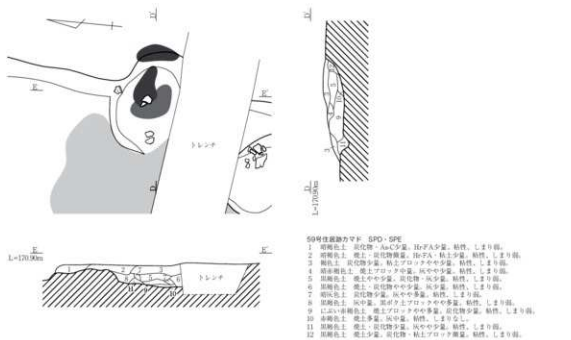 D'
D'
E
E'
トレンチ
D
D
L=170.90m
E
E'
L=170.90m
トレンチ
59号住居跡カマド SPD・SPE
1 暗褐色土 炭化物・As-C少量、Hr-FA少量、粘性、しまり弱。
2 暗褐色土 焼土・炭化物微量、Hr-FA・粘土少量、粘性、しまり弱。
3 褐色土 炭化物少量、粘土ブロックやや少量、粘性、しまり弱。
4 暗赤褐色土 焼土ブロック中量、灰やや少量、粘性、しまり弱。
5 黒褐色土 焼土やや少量、炭化物・灰少量、粘性、しまり弱。
6 黒褐色土 焼土・炭化物少量、灰やや少量、粘性、しまり弱。
7 暗灰色土 炭化物少量、灰やや多量、粘性、しまり弱。
8 黒褐色土 灰中量、黒ボク土ブロックやや多量、粘性、しまり弱。
9 にぶい赤褐色土 焼土ブロックやや多量、炭化物少量、粘性、しまり弱。
10 赤褐色土 焼土多量、灰中量、粘性、しまりなし。
11 黒褐色土 焼土・炭化物少量、灰やや少量、粘性、しまり弱。
12 黒褐色土 焼土・炭化物少量、粘土ブロック微量、粘性、しまり弱。